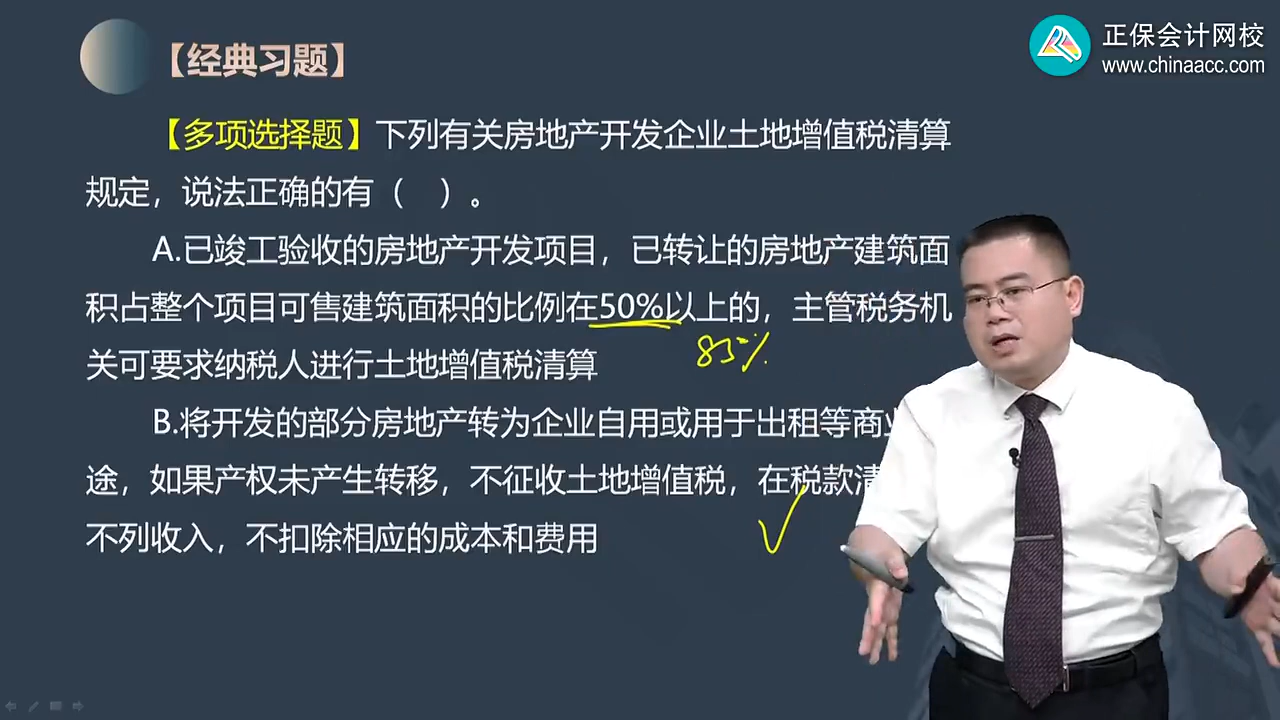 【经典习题】
正保会计网校
www.chinaacc.com
【多项选择题】下列有关房地产开发企业土地增值税清算
规定，说法正确的有（ ）。
A.已竣工验收的房地产开发项目，已转让的房地产建筑面
积占整个项目可售建筑面积的比例在50%以上的，主管税务机
85%
关可要求纳税人进行土地增值税清算
B.将开发的部分房地产转为企业自用或用于出租等商业
途，如果产权未产生转移，不征收土地增值税，在税款清
不列收入，不扣除相应的成本和费用